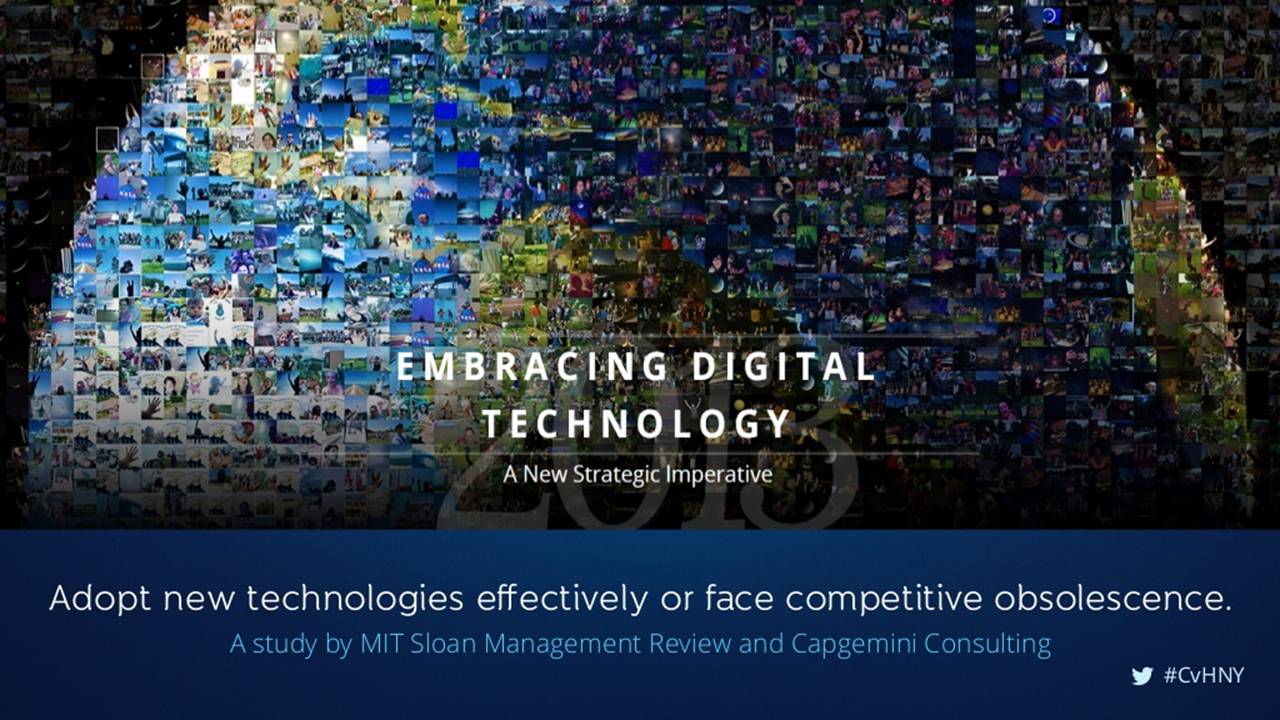 EMBRACING DIGITAL
TECHNOLOGY
2013
A New Strategic Imperative
Adopt new technologies effectively or face competitive obsolescence.
A study by MIT Sloan Management Review and Capgemini Consulting
#CvHNY